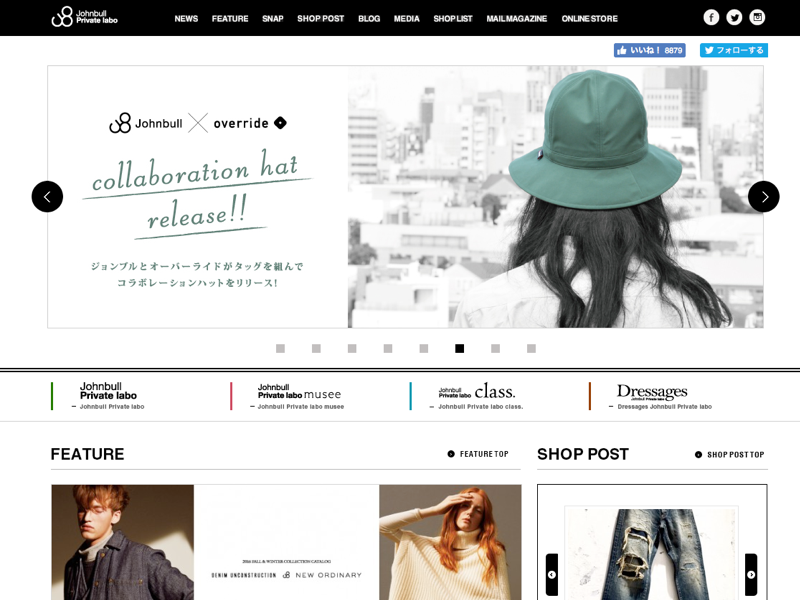 Johnbull
Private labo
NEWS FEATURE SNAP SHOP POST BLOG MEDIA SHOP LIST MAIL MAGAZINE ONLINE STORE
いいね！ 8879
フォローする
Johnbull override
collaboration hat
release!!
ジョンブルとオーバーライドがタッグを組んで
コラボレーションハットをリリース!
Johnbull
Private labo
Johnbull Private labo
Johnbull
Private labo musee
Johnbull Private labo musee
Johnbull
Private labo class.
Johnbull Private labo class.
Dressages
Johnbull Private labo
Dressages Johnbull Private labo
FEATURE
FEATURE TOP
SHOP POST
SHOP POST TOP
2016 FALL & WINTER COLLECTION CATALOG
DENIM UNCONSTRUCTION NEW ORDINARY